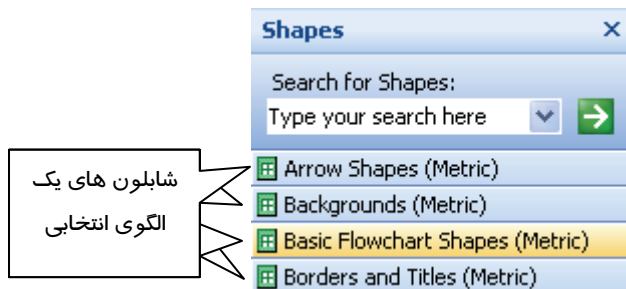 Shapes
Search for Shapes:
Type your search here
Arrow Shapes (Metric)
Backgrounds (Metric)
Basic Flowchart Shapes (Metric)
Borders and Titles (Metric)
شابلون های یک
الگوی انتخابی